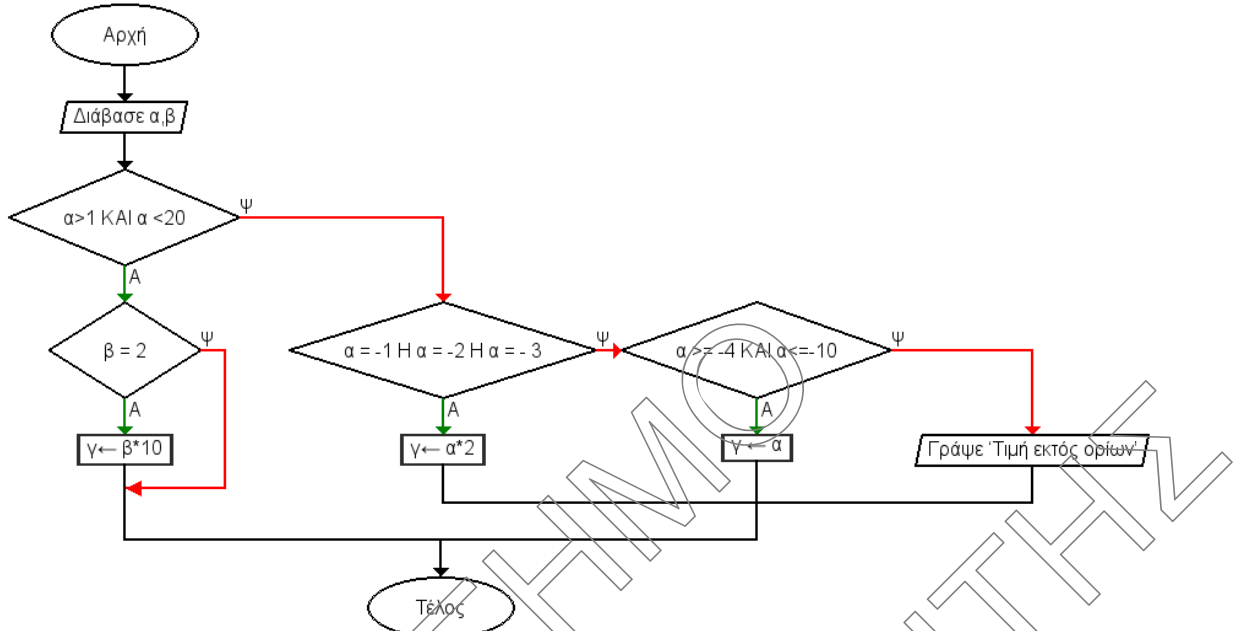 Αρχή
Διάβασε α,β
α>1 ΚΑΙ α <20
Ψ
Α
β = 2
Ψ
α = -1 Η α = -2 Η α = - 3
Ψ
α >= -4 ΚΑΙ α<=-10
Ψ
Α
Α
Α
γ← β*10
γ← α*2
γ ← α
Γράψε 'Τιμή εκτός ορίων'
Τέλος